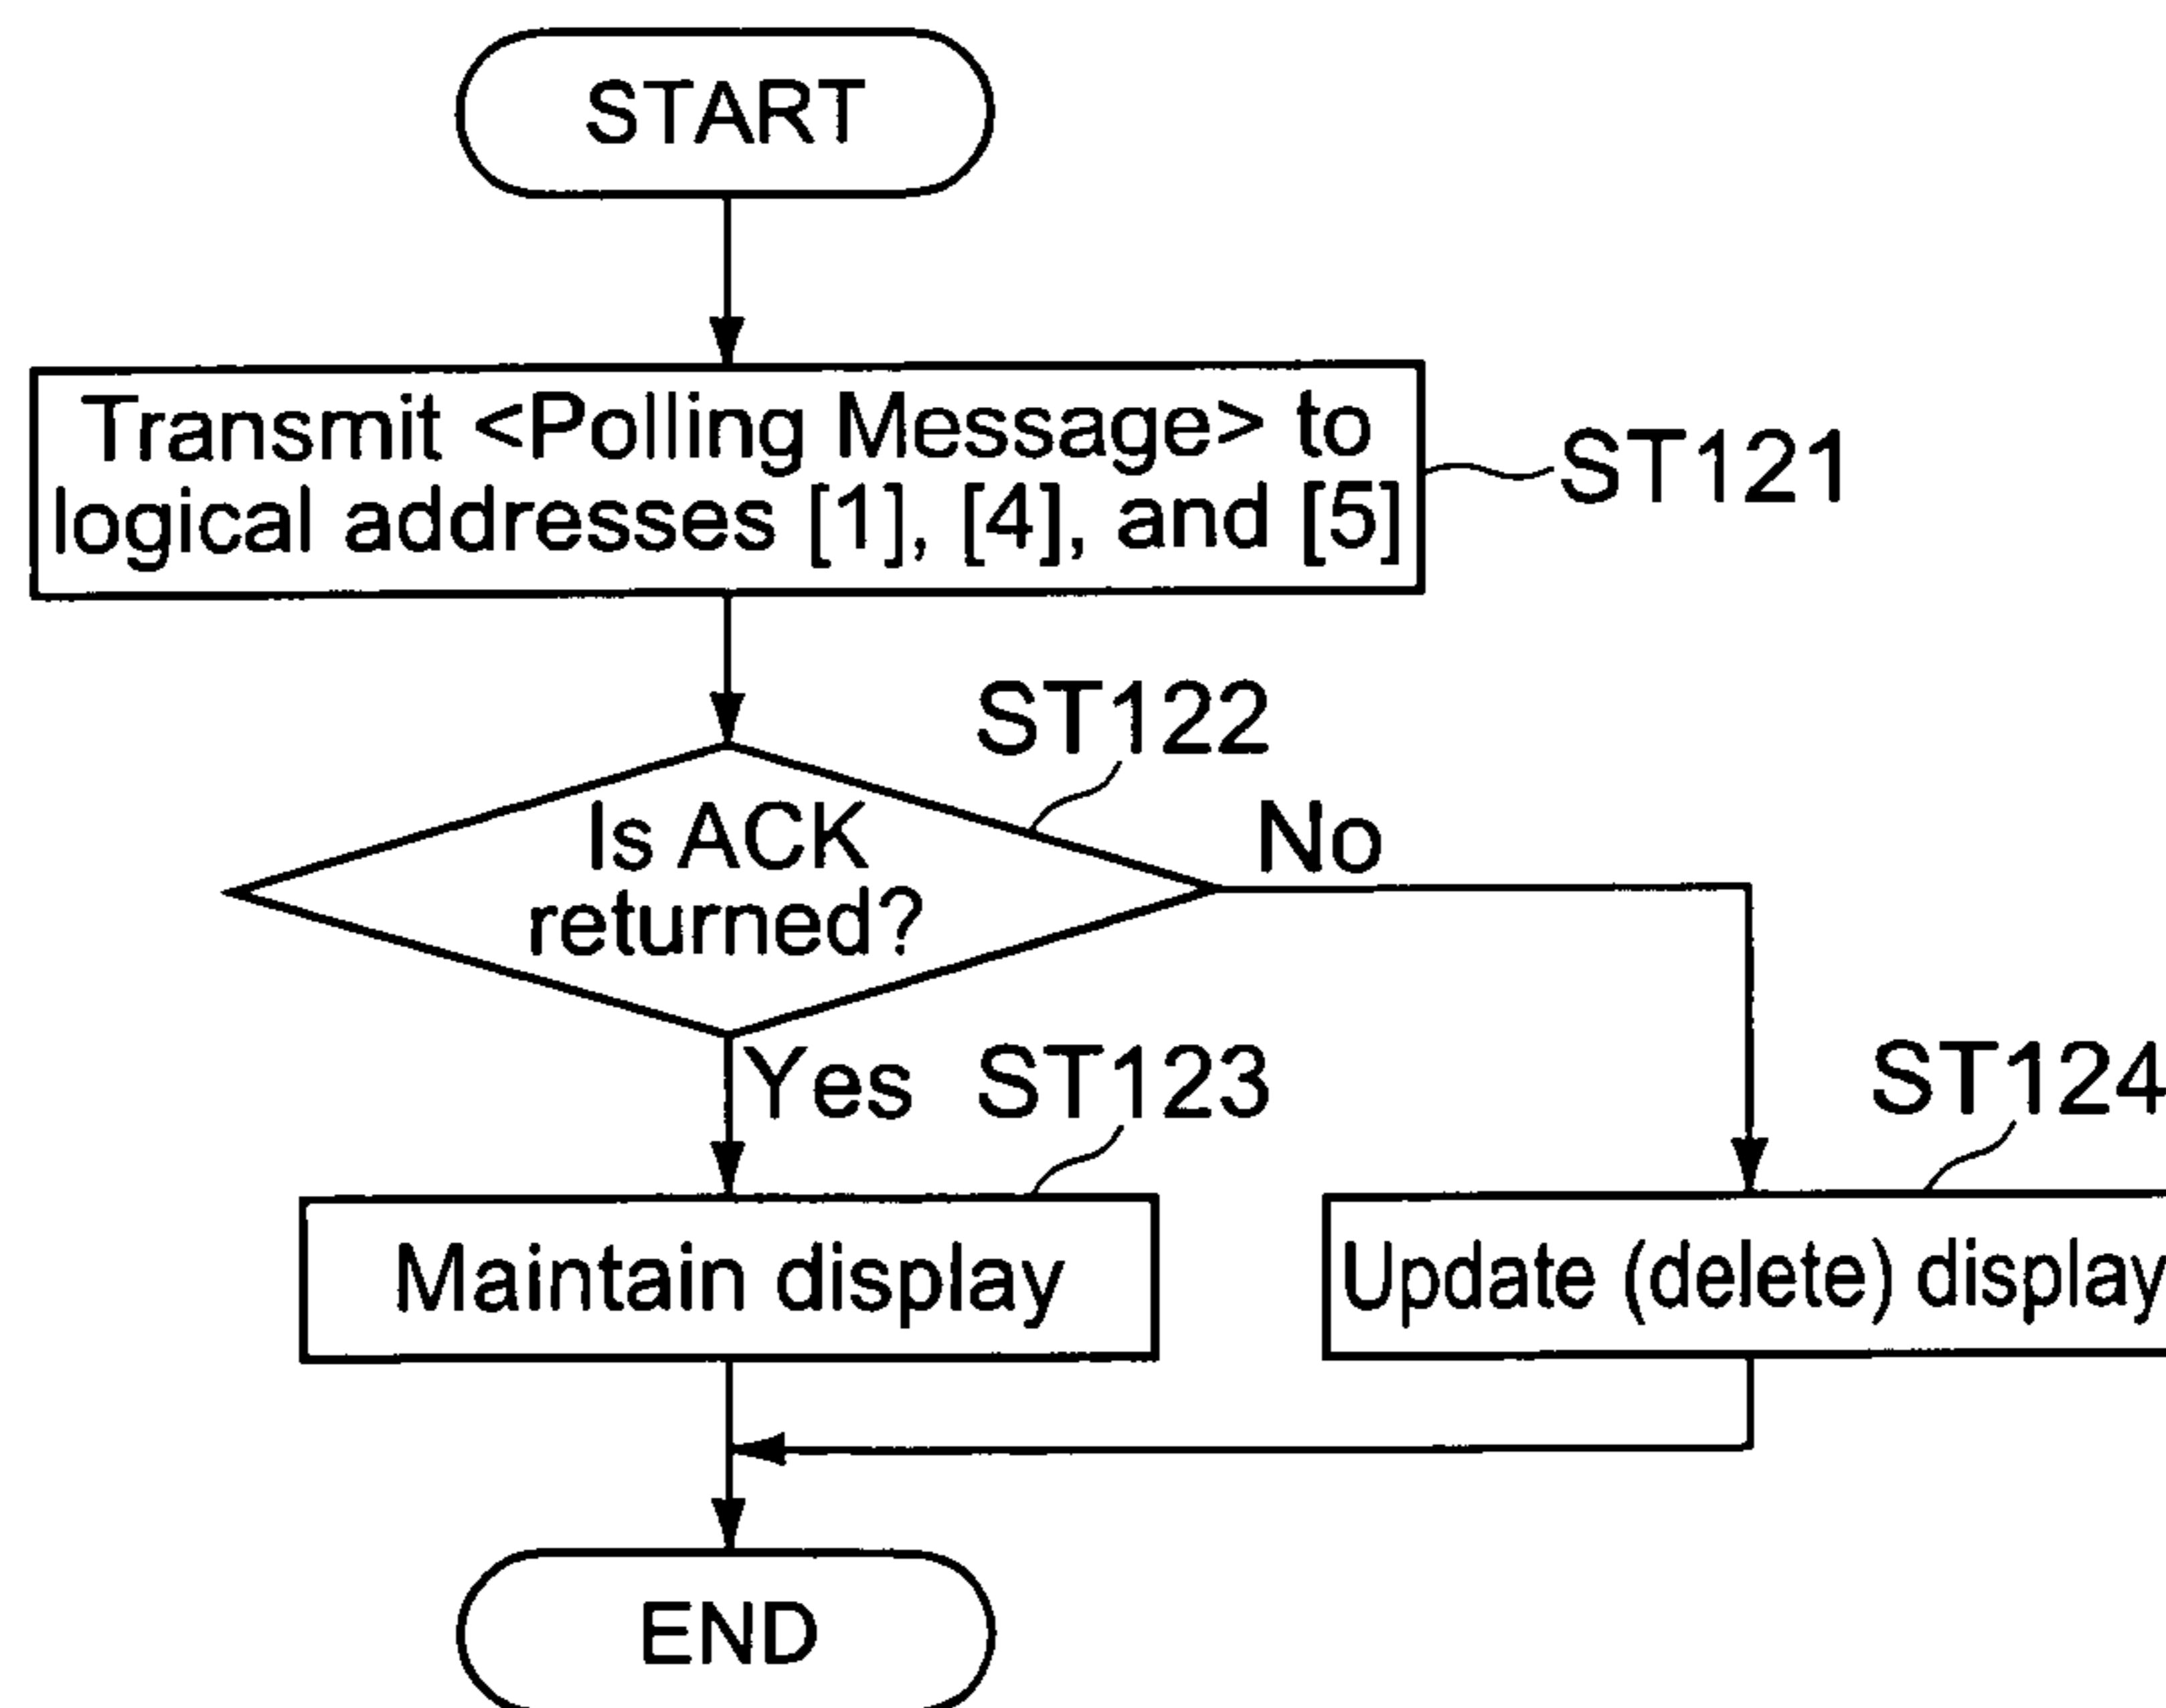 START
Transmit <Polling Message> to
logical addresses [1], [4], and [5]
ST121
ST122
Is ACK
returned?
No
Yes
ST123
ST124
Maintain display
Update (delete) display
END